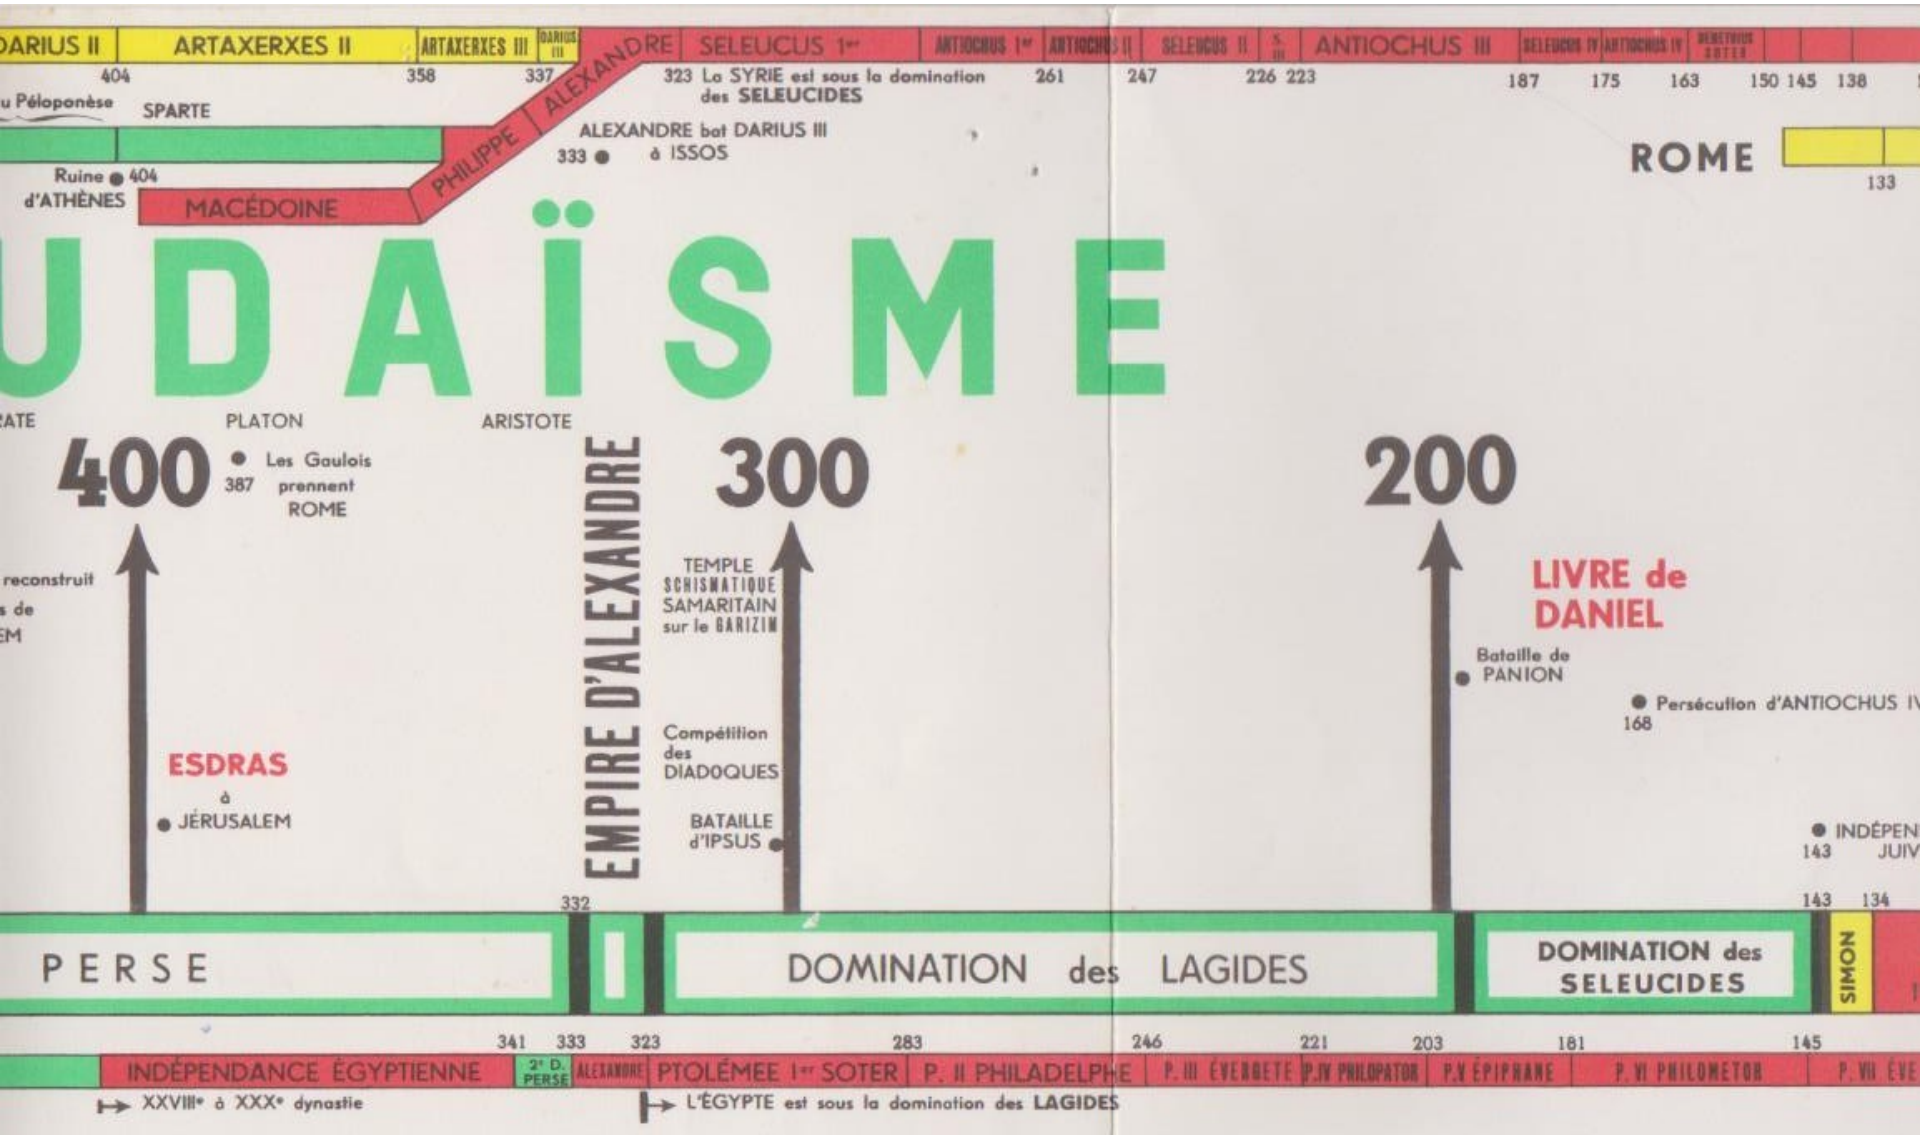 DARIUS II ARTAXERXES II ARTAXERXES III DARIUS III ALEXANDRE SELEUCUS 1er ANTIOCHUS 1er ANTIOCHUS II SELEUCUS II S. III ANTIOCHUS III SELEUCUS IV ANTIOCHUS IV DEMETRIUS SOTER
404 358 337 323 La SYRIE est sous la domination 261 247 226 223 187 175 163 150 145 138
des SELEUCIDES
u Péloponèse
SPARTE
PHILIPPE
ALEXANDRE bat DARIUS III
333 à ISSOS
ROME
133
Ruine 404
d'ATHÈNES
MACÉDOINE
UDAÏSME
RATE PLATON ARISTOTE
400
387 Les Gaulois
prennent
ROME
EMPIRE D'ALEXANDRE
300
200
reconstruit
s de
EM
TEMPLE
SCHISMATIQUE
SAMARITAIN
sur le GARIZIM
LIVRE de
DANIEL
Bataille de
PANION
Persécution d'ANTIOCHUS IV
168
Compétition
des
DIADOQUES
ESDRAS
à
JÉRUSALEM
BATAILLE
d'IPSUS
INDÉPEN
143 JUIV
332 143 134
PERSE
DOMINATION des LAGIDES
DOMINATION des
SELEUCIDES
SIMON
341 333 323 283 246 221 203 181 145
INDÉPENDANCE ÉGYPTIENNE 2e D. PERSE ALEXANDRE PTOLÉMEE 1er SOTER P. II PHILADELPHE P. III ÉVERGETE P.IV PHILOPATOR P.V ÉPIPHANE P. VI PHILOMETOR P. VII ÉVE
XXVIIIe à XXXe dynastie
L'ÉGYPTE est sous la domination des LAGIDES